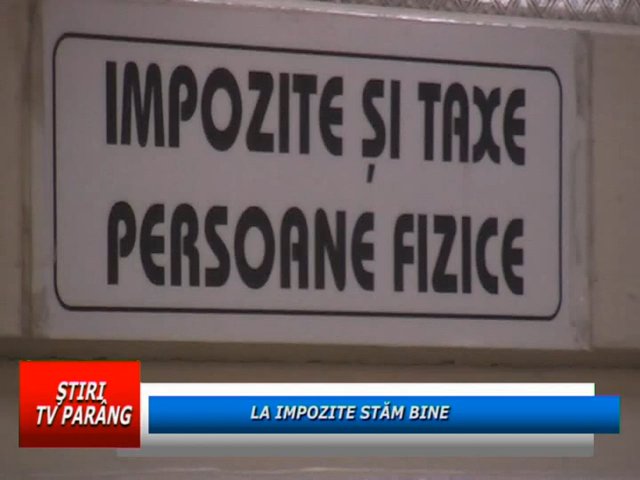 IMPOZITE ȘI TAXE
PERSOANE FIZICE
ȘTIRI
TV PARÂNG
LA IMPOZITE STĂM BINE